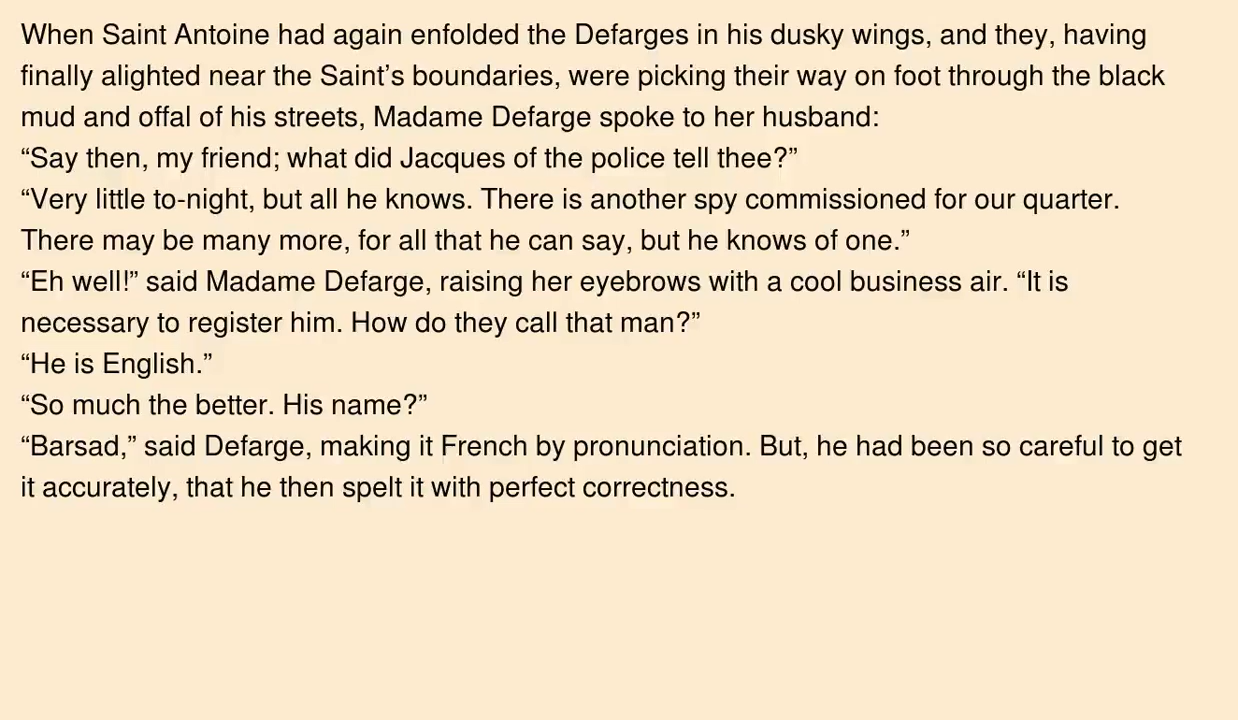 When Saint Antoine had again enfolded the Defarges in his dusky wings, and they, having
finally alighted near the Saint’s boundaries, were picking their way on foot through the black
mud and offal of his streets, Madame Defarge spoke to her husband:
“Say then, my friend; what did Jacques of the police tell thee?”
“Very little to-night, but all he knows. There is another spy commissioned for our quarter.
There may be many more, for all that he can say, but he knows of one.”
“Eh well!” said Madame Defarge, raising her eyebrows with a cool business air. “It is
necessary to register him. How do they call that man?”
“He is English.”
“So much the better. His name?”
“Barsad,” said Defarge, making it French by pronunciation. But, he had been so careful to get
it accurately, that he then spelt it with perfect correctness.